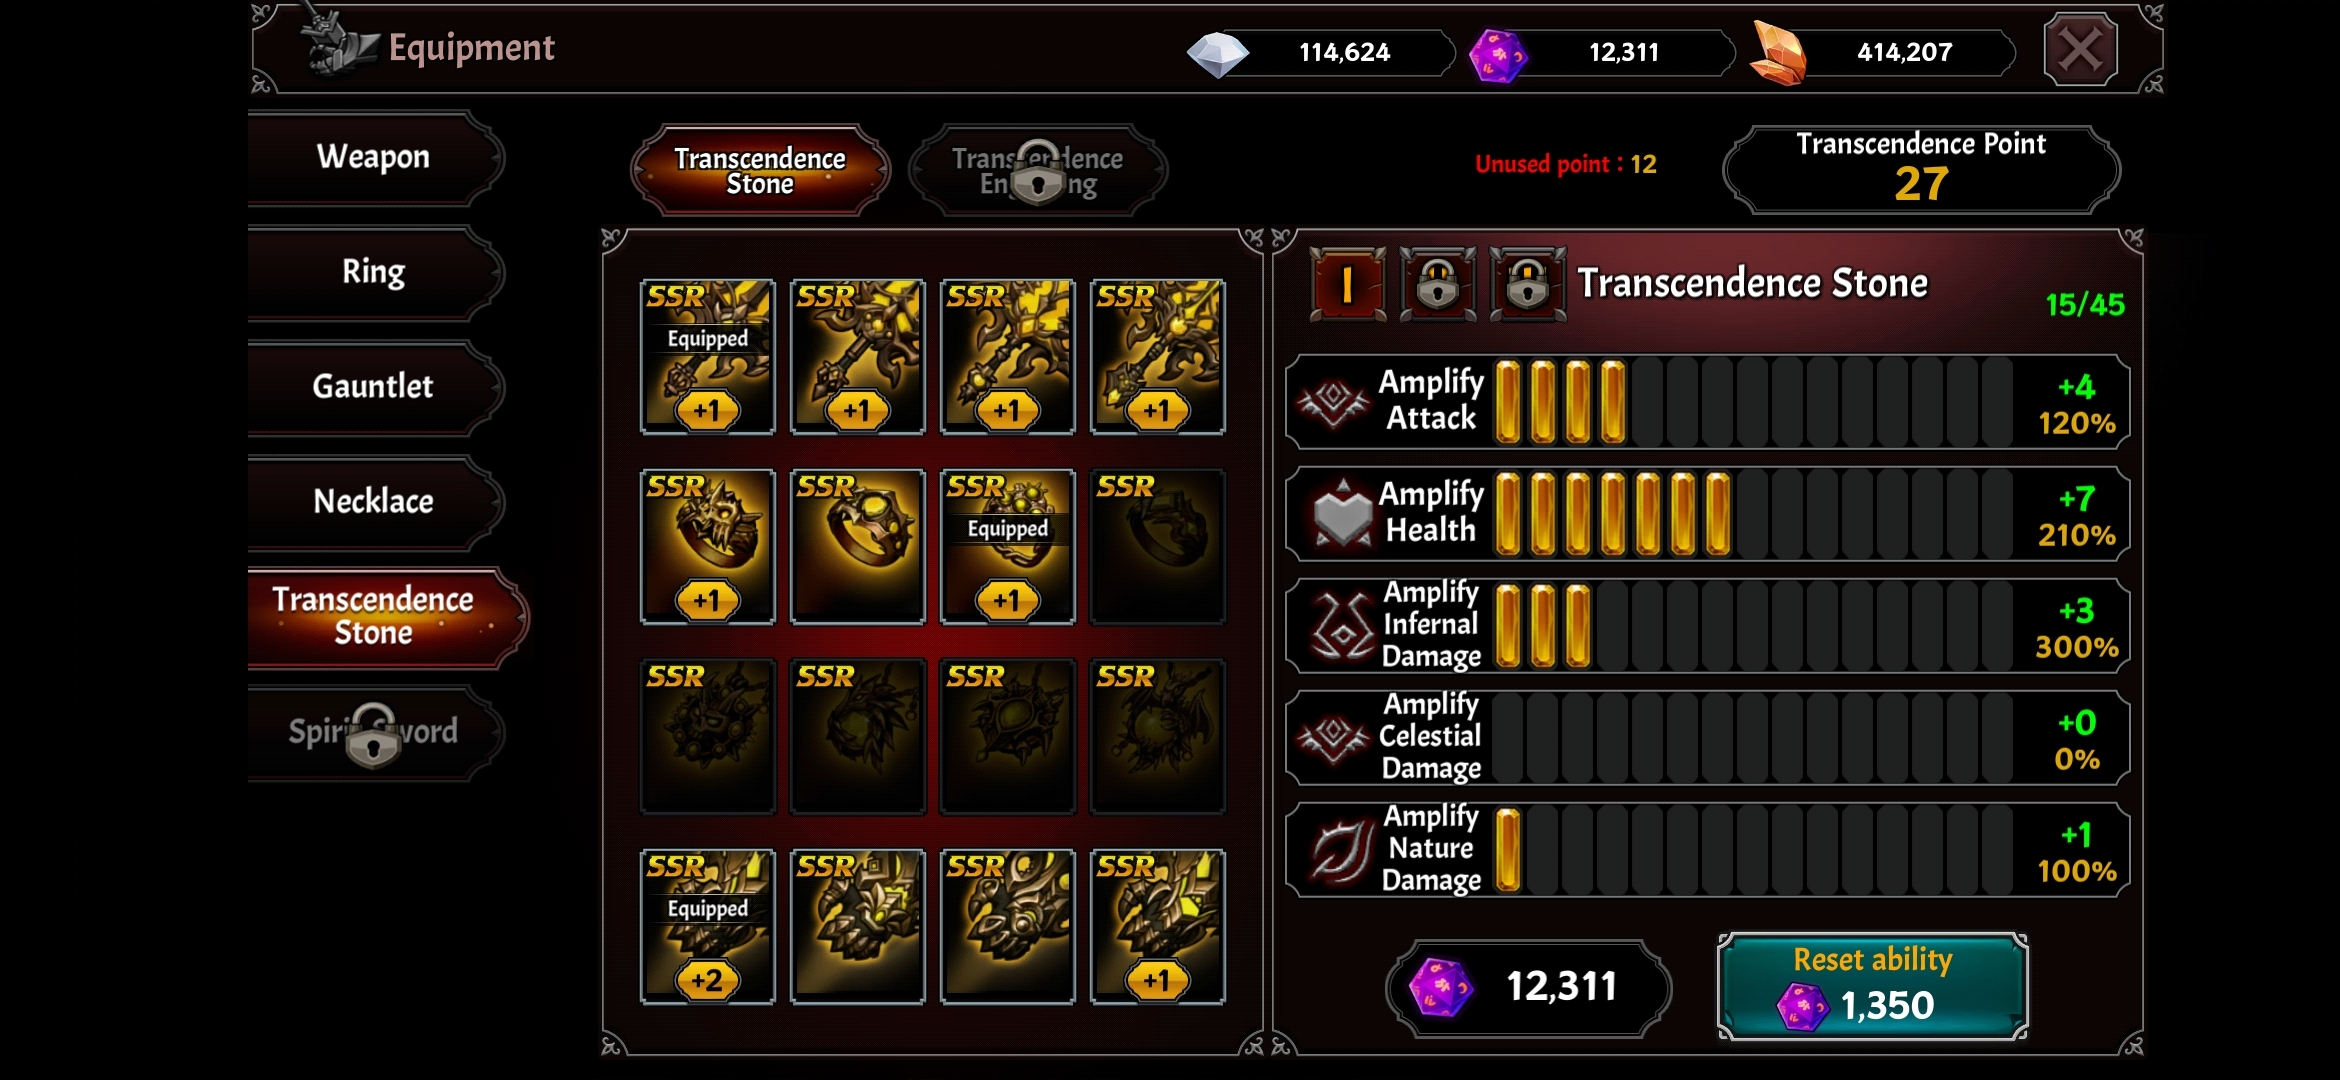 Equipment
114,624
12,311
414,207
Weapon
Ring
Gauntlet
Necklace
Transcendence
Stone
Transcendence
Stone
Transcendence
Unused point : 12
Transcendence Point
27
SSR
Equipped
+1
SSR
+1
SSR
+1
SSR
+1
SSR
+1
SSR
SSR
Equipped
+1
SSR
SSR
SSR
SSR
SSR
SSR
Equipped
+2
SSR
SSR
SSR
+1
I
Transcendence Stone
15/45
Amplify
Attack
+4
120%
Amplify
Health
+7
210%
Amplify
Infernal
Damage
+3
300%
Amplify
Celestial
Damage
+0
0%
Amplify
Nature
Damage
+1
100%
12,311
Reset ability
1,350